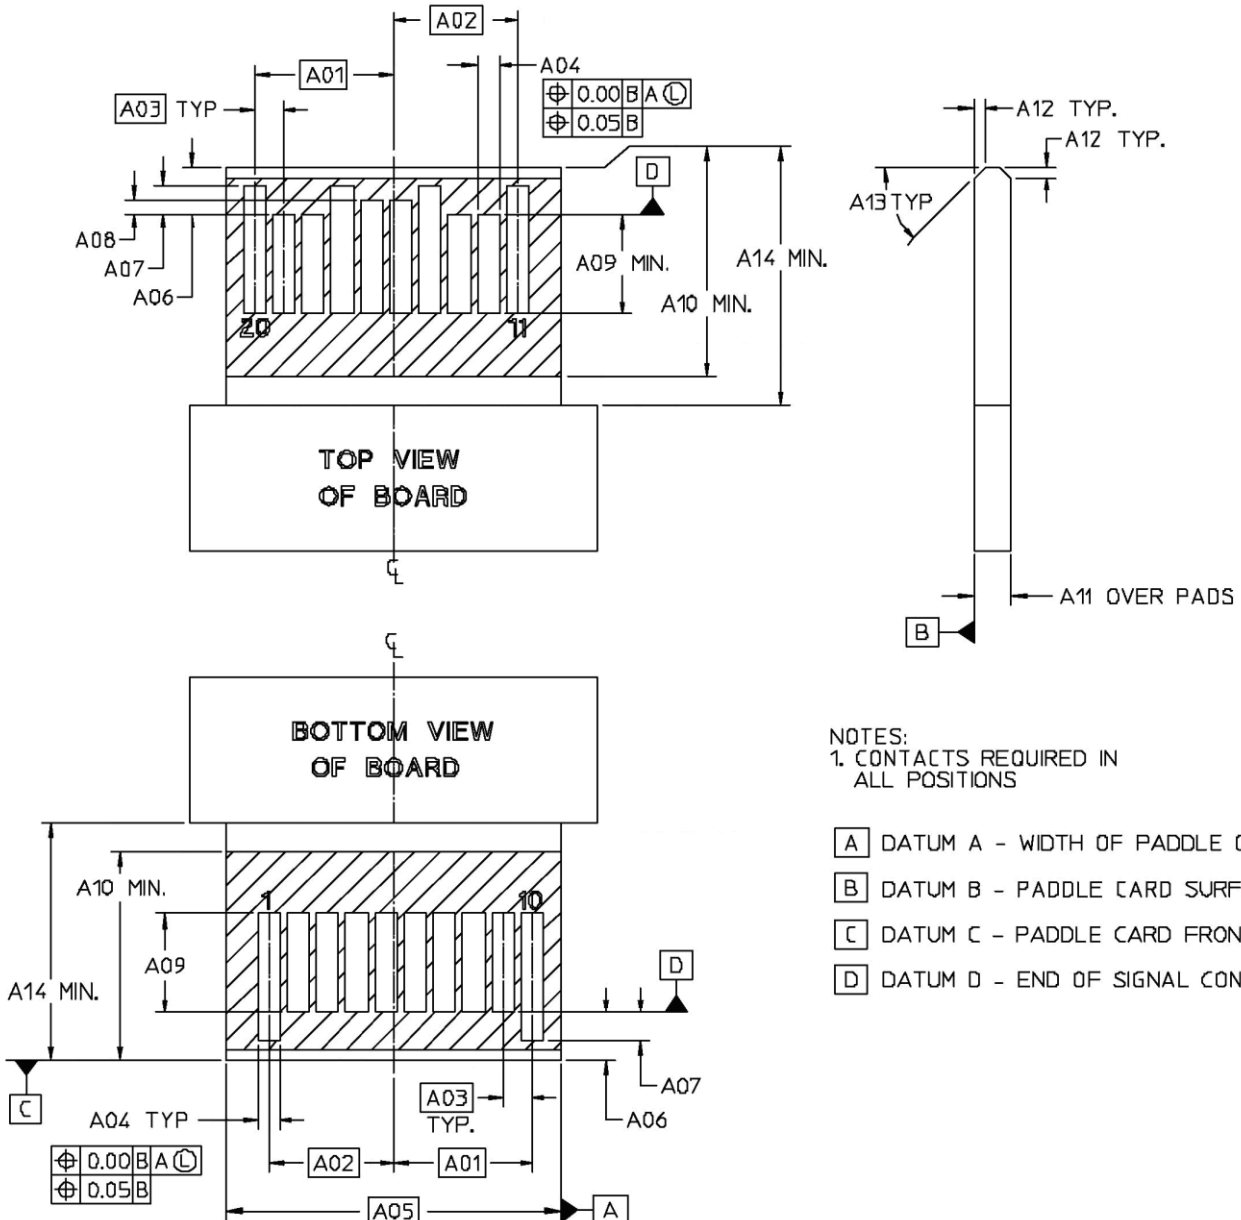 A02
A01
A04
A03 TYP
⌖ 0.00 B A Ⓛ
⌖ 0.05 B
A12 TYP.
A12 TYP.
D
A13 TYP
A08
A07
A06
A09 MIN.
A14 MIN.
A10 MIN.
20
11
TOP VIEW
OF BOARD
℄
A11 OVER PADS
B
℄
BOTTOM VIEW
OF BOARD
NOTES:
1. CONTACTS REQUIRED IN
ALL POSITIONS
A DATUM A - WIDTH OF PADDLE
B DATUM B - PADDLE CARD SURF
C DATUM C - PADDLE CARD FRON
D DATUM D - END OF SIGNAL CON
A10 MIN.
1
10
A09
D
A14 MIN.
C
A07
A03
TYP.
A06
A04 TYP
⌖ 0.00 B A Ⓛ
⌖ 0.05 B
A02
A01
A05
A